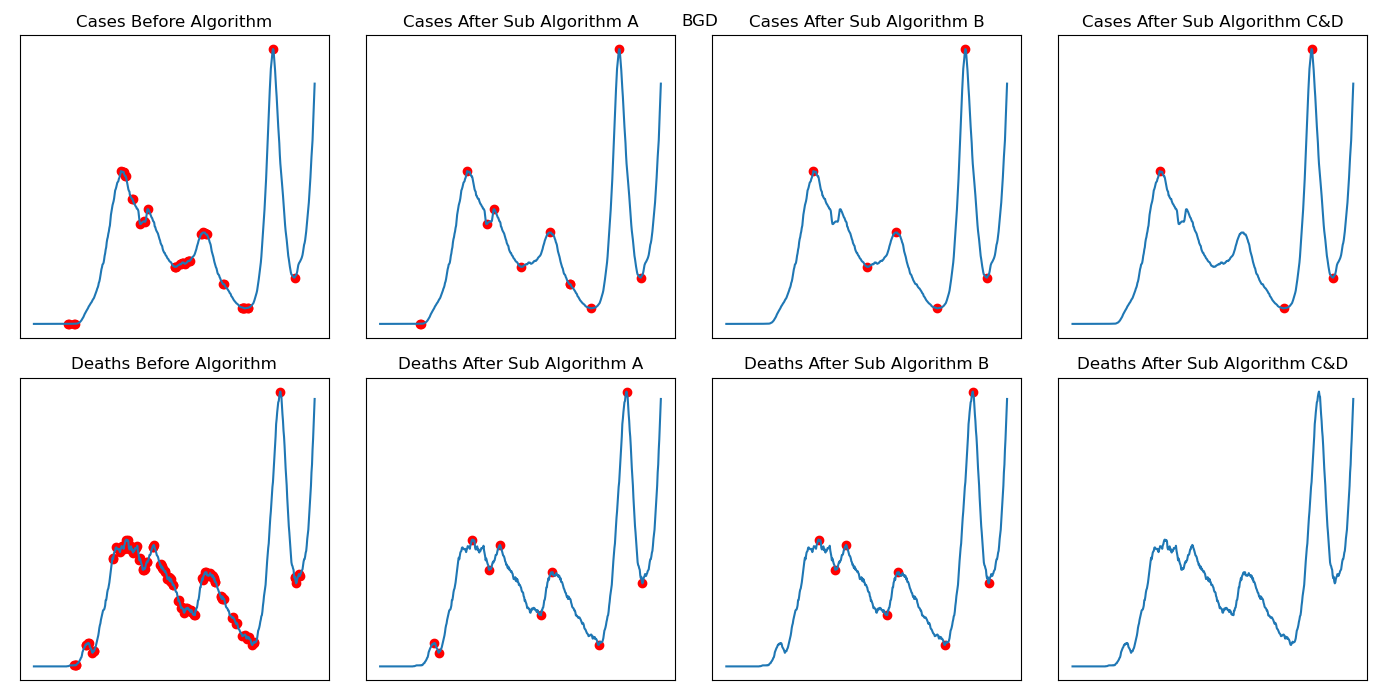 BGD
Cases Before Algorithm
Cases After Sub Algorithm A
Cases After Sub Algorithm B
Cases After Sub Algorithm C&D
Deaths Before Algorithm
Deaths After Sub Algorithm A
Deaths After Sub Algorithm B
Deaths After Sub Algorithm C&D